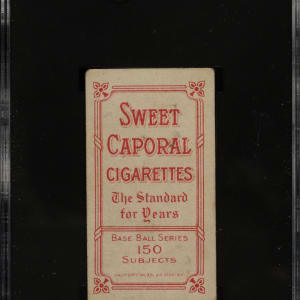 SWEET
CAPORAL
CIGARETTES
The Standard
for Years
BASE BALL SERIES
150
SUBJECTS